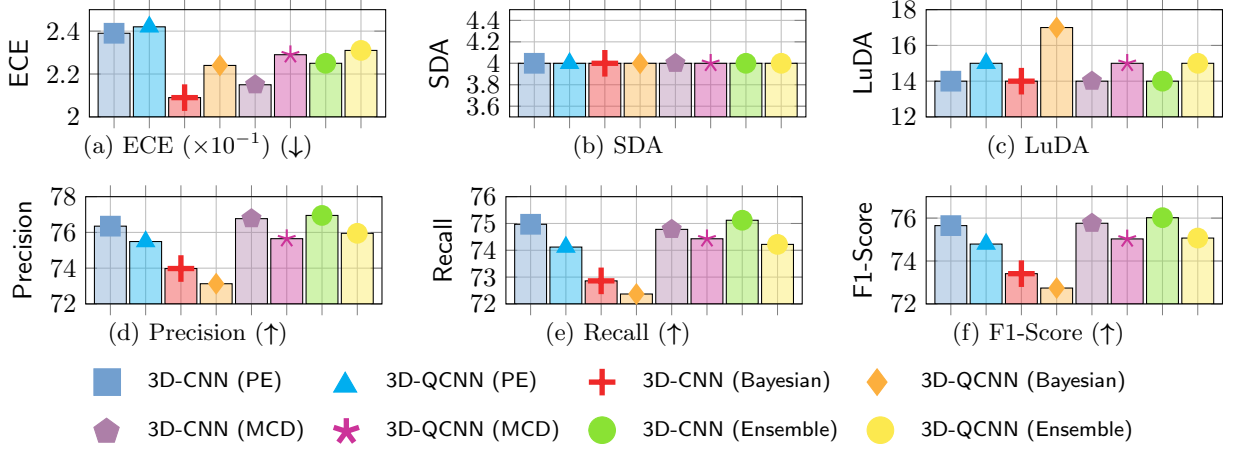 ECE
2.4
2.2
2
(a) ECE (×10⁻¹) (↓)
SDA
4.4
4.2
4
3.8
3.6
(b) SDA
LuDA
18
16
14
12
(c) LuDA
Precision
78
76
74
72
(d) Precision (↑)
Recall
76
75
74
73
72
(e) Recall (↑)
F1-Score
76
74
72
(f) F1-Score (↑)
3D-CNN (PE) 3D-QCNN (PE) 3D-CNN (Bayesian) 3D-QCNN (Bayesian)
3D-CNN (MCD) 3D-QCNN (MCD) 3D-CNN (Ensemble) 3D-QCNN (Ensemble)